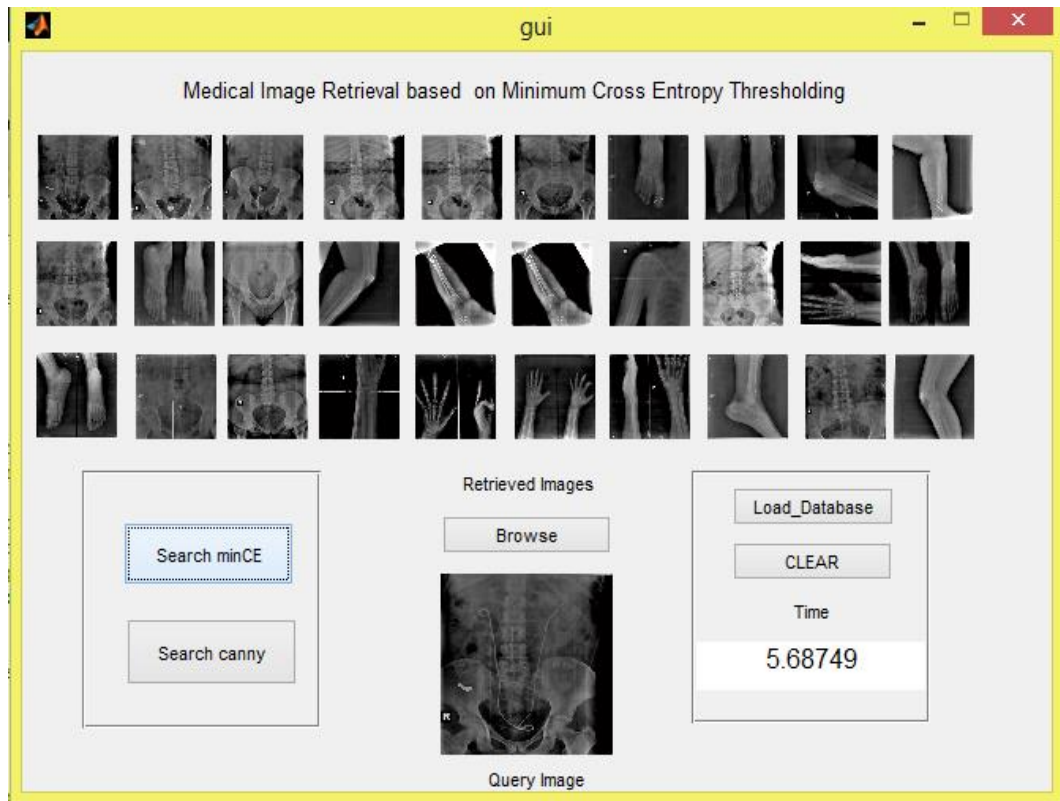 gui
Medical Image Retrieval based on Minimum Cross Entropy Thresholding
Retrieved Images
Browse
Search minCE
Search canny
Load_Database
CLEAR
Time
5.68749
R
Query Image